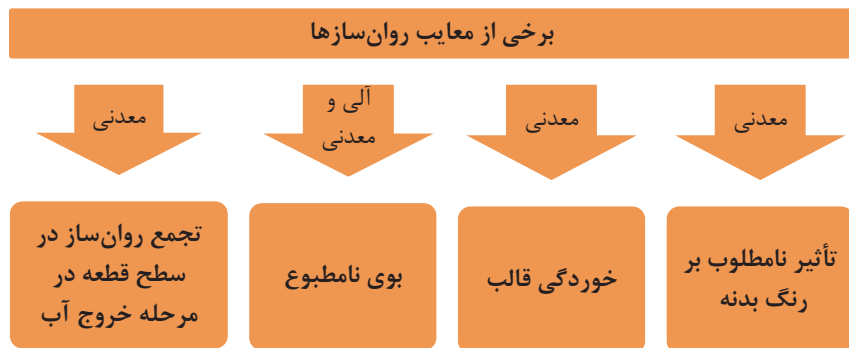 برخی از معایب روان‌سازها
معدنی
تأثیر نامطلوب بر
رنگ بدنه
معدنی
خوردگی قالب
آلی و
معدنی
بوی نامطبوع
معدنی
تجمع روان‌ساز در
سطح قطعه در
مرحله خروج آب